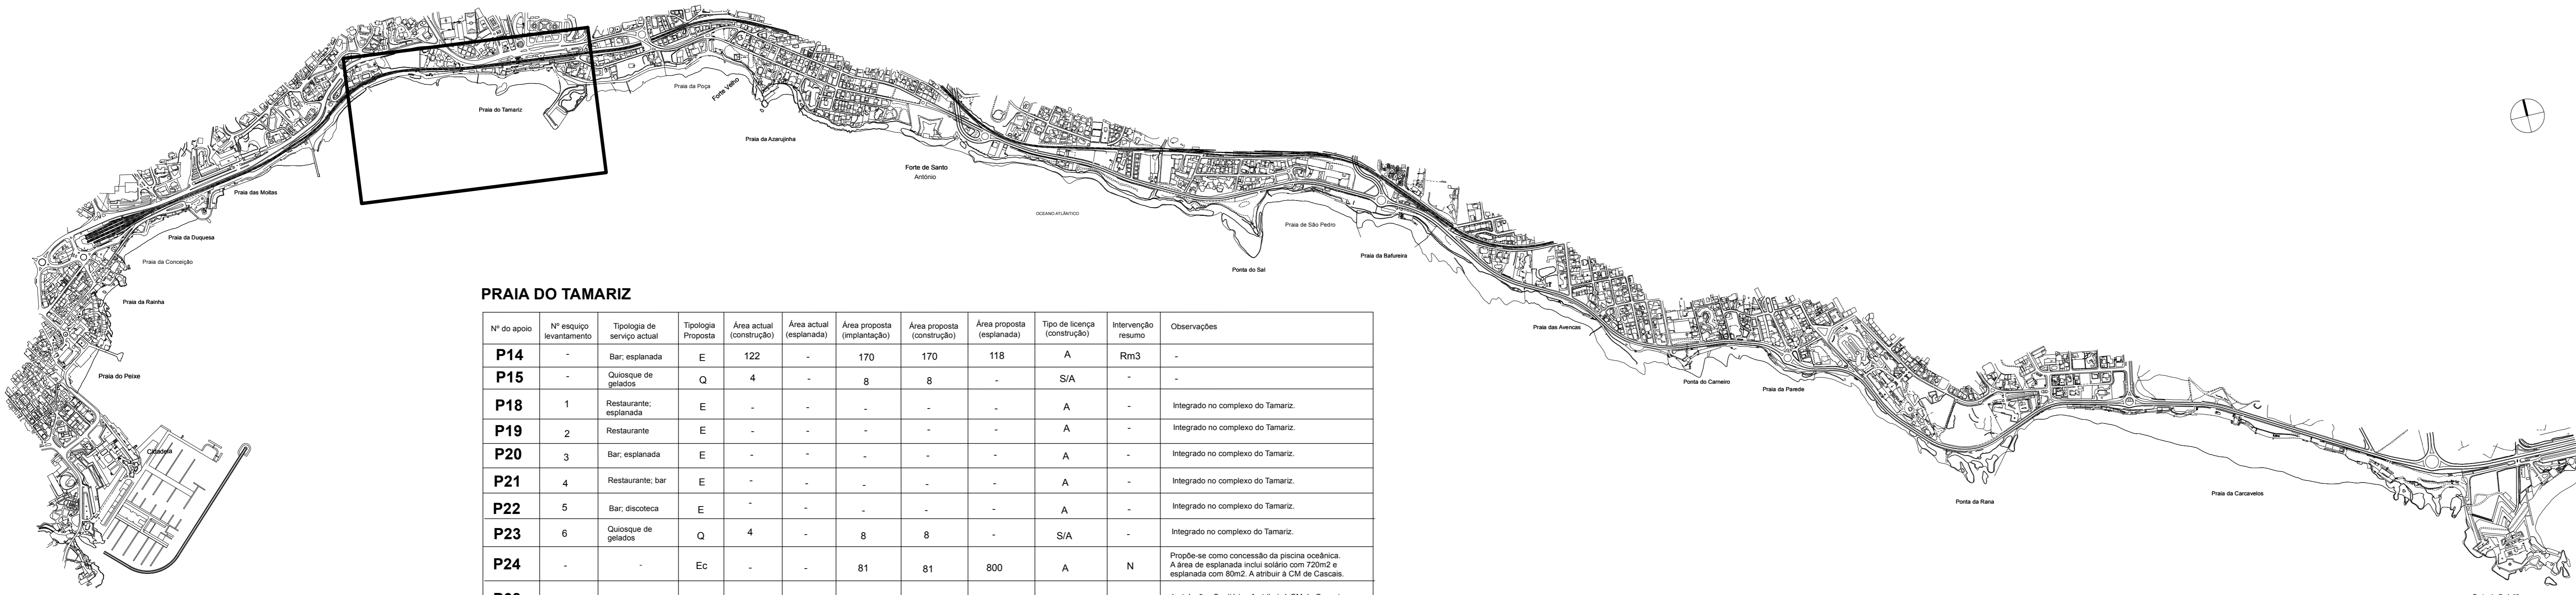 Praia do Tamariz
Praia da Poça
Forte Velho
Praia da Azarujinha
Forte de Santo
António
Praia das Moitas
OCEANO ATLÂNTICO
Praia de São Pedro
Praia da Duquesa
Praia da Bafureira
Praia da Conceição
Ponta do Sal
Praia da Rainha
Praia das Avencas
Praia do Peixe
Ponta do Carneiro
Praia da Parede
Cidadela
Ponta da Rana
Praia da Carcavelos
PRAIA DO TAMARIZ
Nº do apoio Nº esquiço levantamento Tipologia de serviço actual Tipologia Proposta Área actual (construção) Área actual (esplanada) Área proposta (implantação) Área proposta (construção) Área proposta (esplanada) Tipo de licença (construção) Intervenção resumo Observações
P14 - Bar; esplanada E 122 - 170 170 118 A Rm3 -
P15 - Quiosque de gelados Q 4 - 8 8 - S/A - -
P18 1 Restaurante; esplanada E - - - - - A - Integrado no complexo do Tamariz.
P19 2 Restaurante E - - - - - A - Integrado no complexo do Tamariz.
P20 3 Bar; esplanada E - - - - - A - Integrado no complexo do Tamariz.
P21 4 Restaurante; bar E - - - - - A - Integrado no complexo do Tamariz.
P22 5 Bar; discoteca E - - - - - A - Integrado no complexo do Tamariz.
P23 6 Quiosque de gelados Q 4 - 8 8 - S/A - Integrado no complexo do Tamariz.
P24 - - Ec - - 81 81 800 A N Propõe-se como concessão da piscina oceânica.
A área de esplanada inclui solário com 720m2 e
esplanada com 80m2. A atribuir à CM de Cascais.